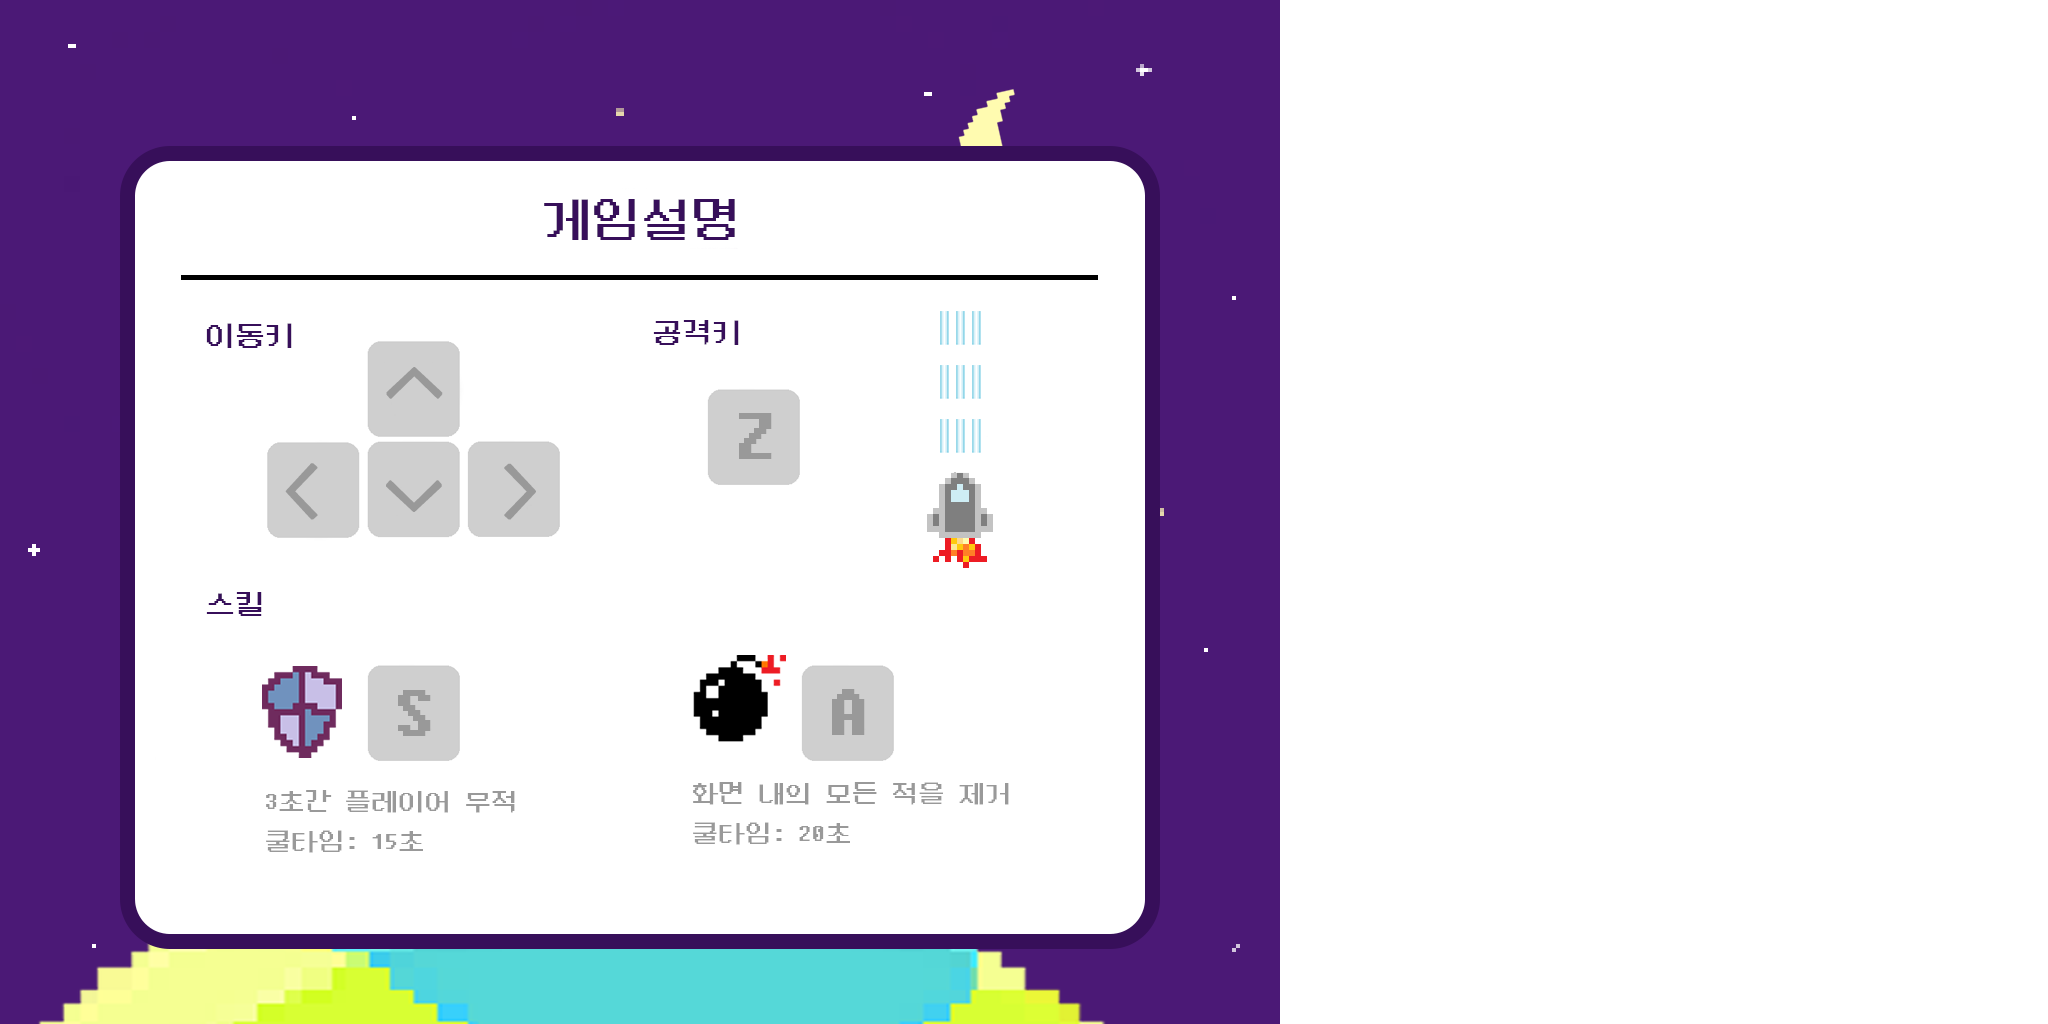 게임설명
이동키
공격키
Z
스킬
S
A
3초간 플레이어 무적
쿨타임: 15초
화면 내의 모든 적을 제거
쿨타임: 20초